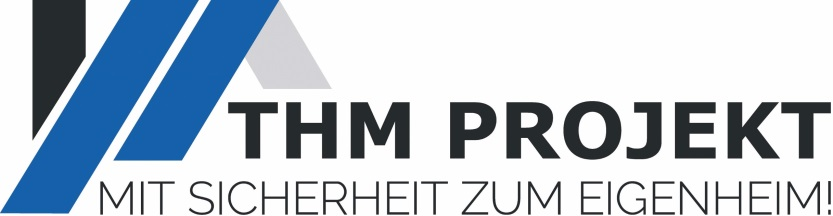 THM PROJEKT
MIT SICHERHEIT ZUM EIGENHEIM!